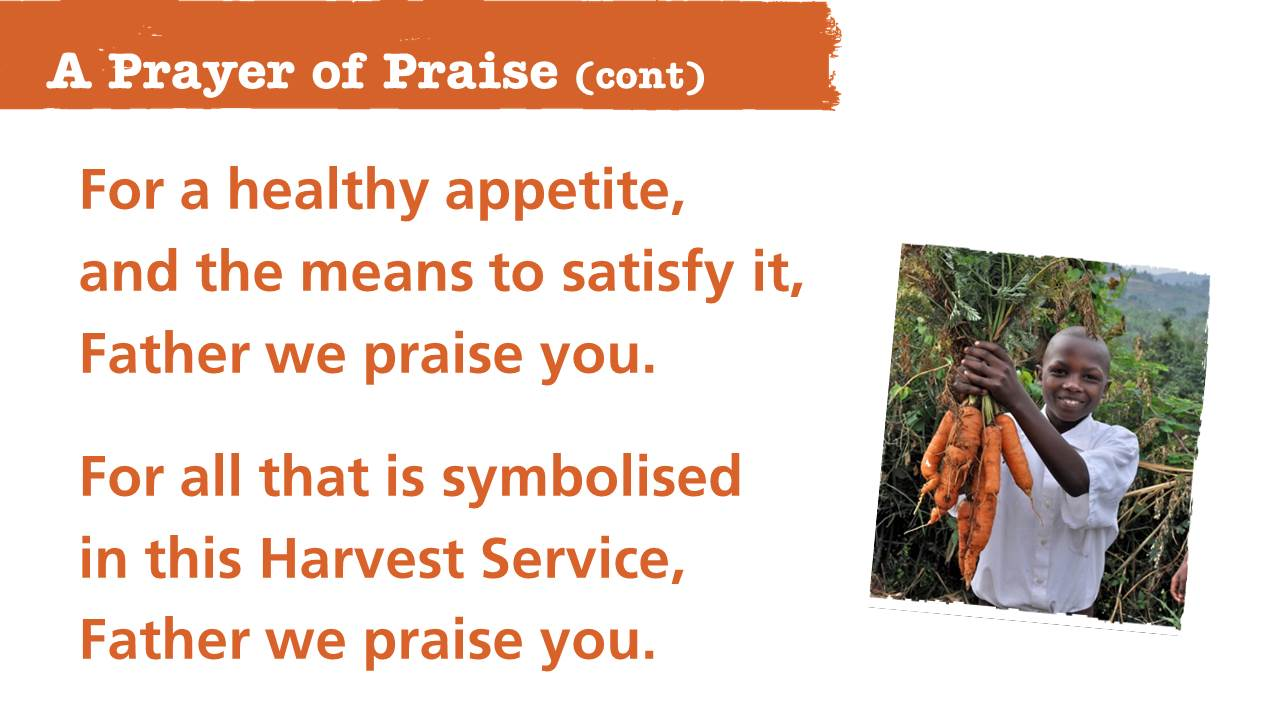 A Prayer of Praise (cont)
For a healthy appetite,
and the means to satisfy it,
Father we praise you.
For all that is symbolised
in this Harvest Service,
Father we praise you.